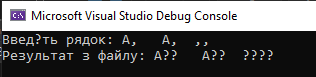 Microsoft Visual Studio Debug Console
Введ?ть рядок: А,   А,  ,,
Результат з файлу: А??   А??  ????